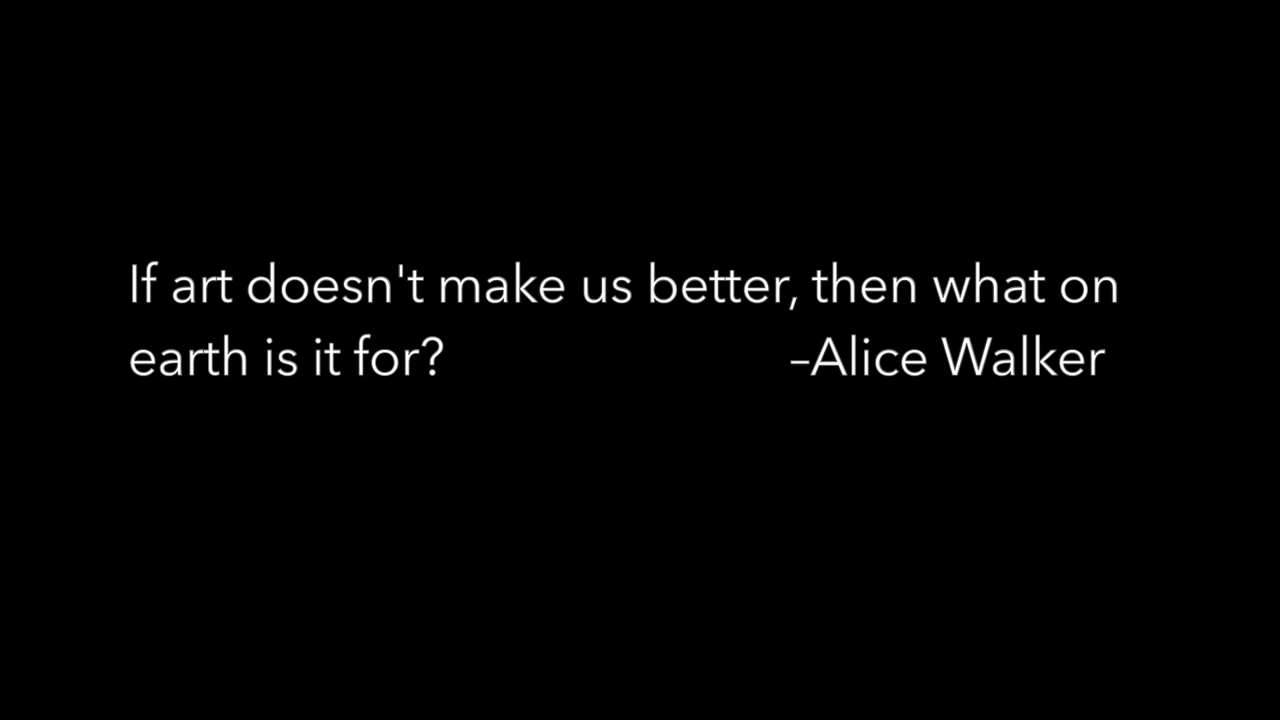 If art doesn't make us better, then what on
earth is it for? –Alice Walker